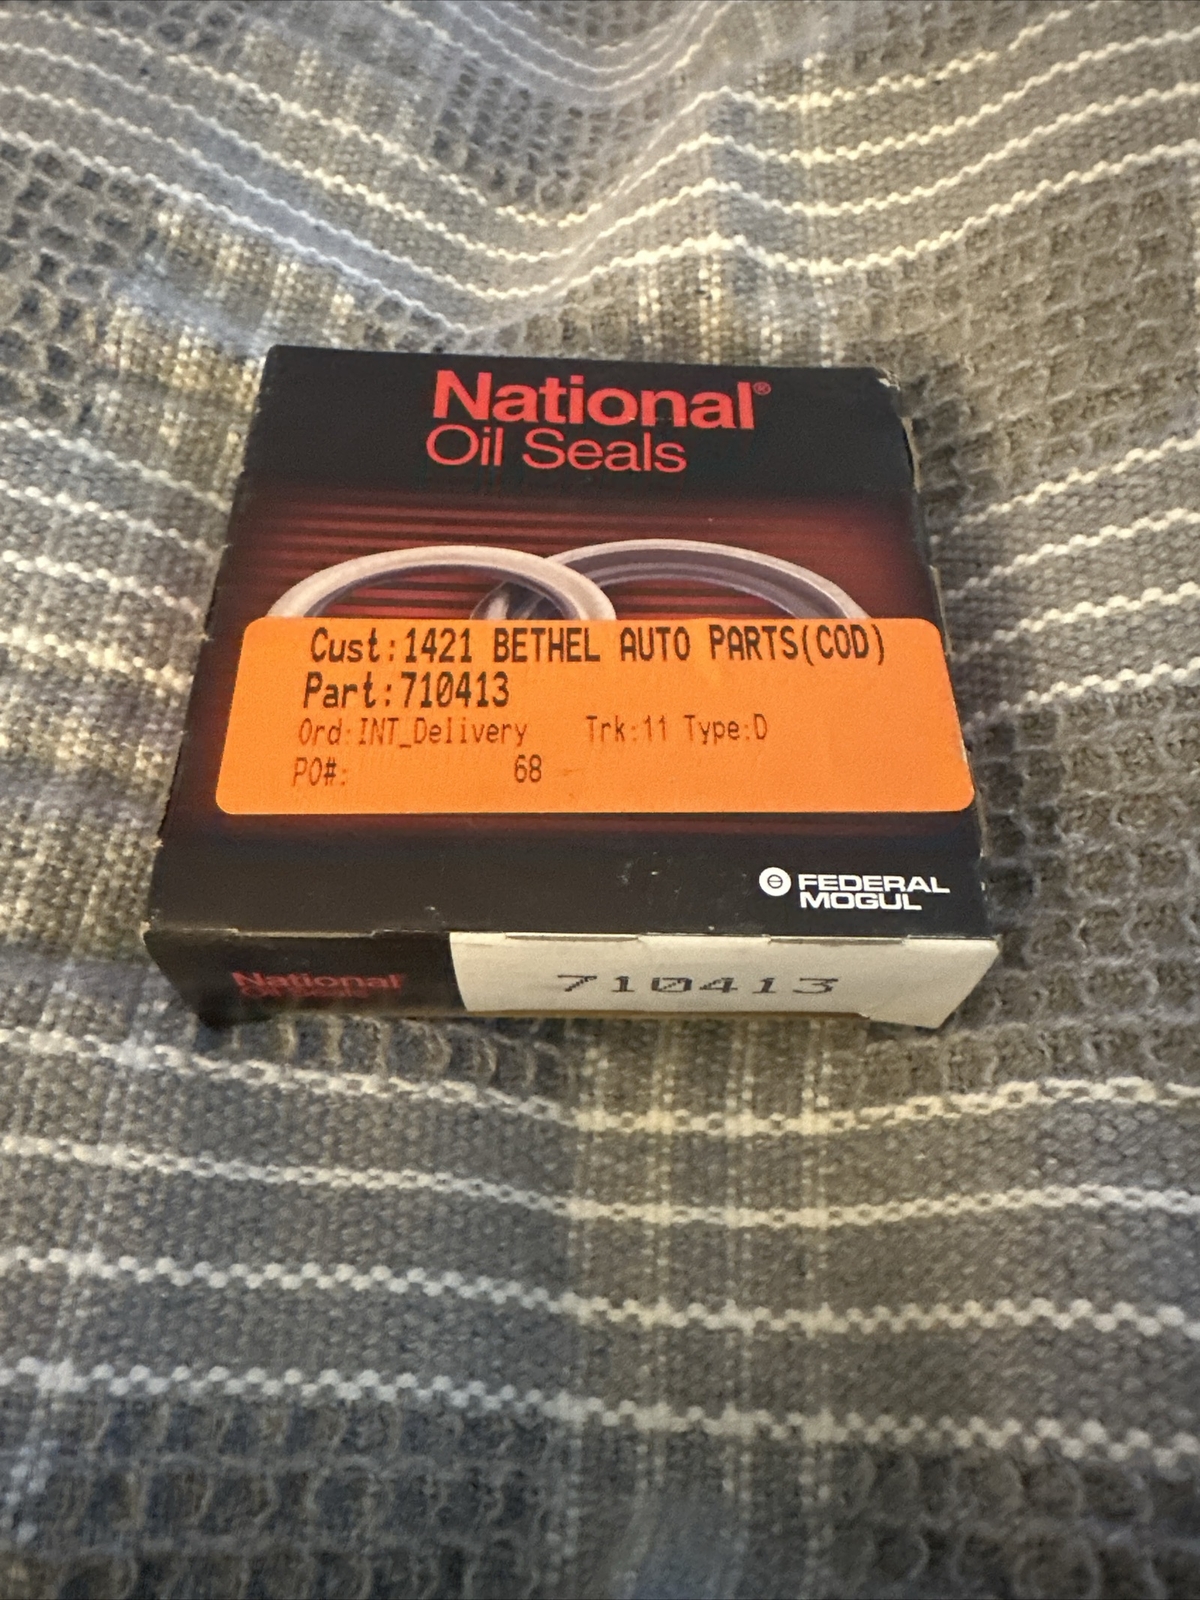 National®
Oil Seals
Cust:1421 BETHEL AUTO PARTS(COD)
Part:710413
Ord:INT_Delivery Trk:11 Type:D
PO#: 68
FEDERAL
MOGUL
National
Oil Seals
710413